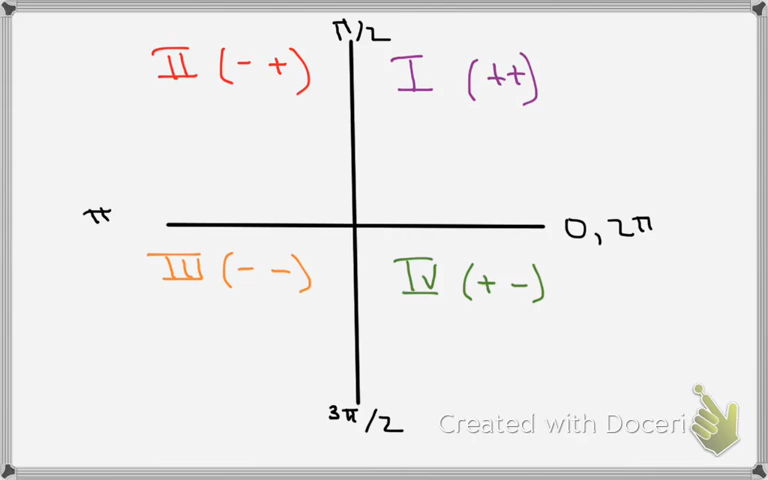 π/2
II (- +)
I (++)
π
0, 2π
III (- -)
IV (+ -)
3π/2
Created with Doceri